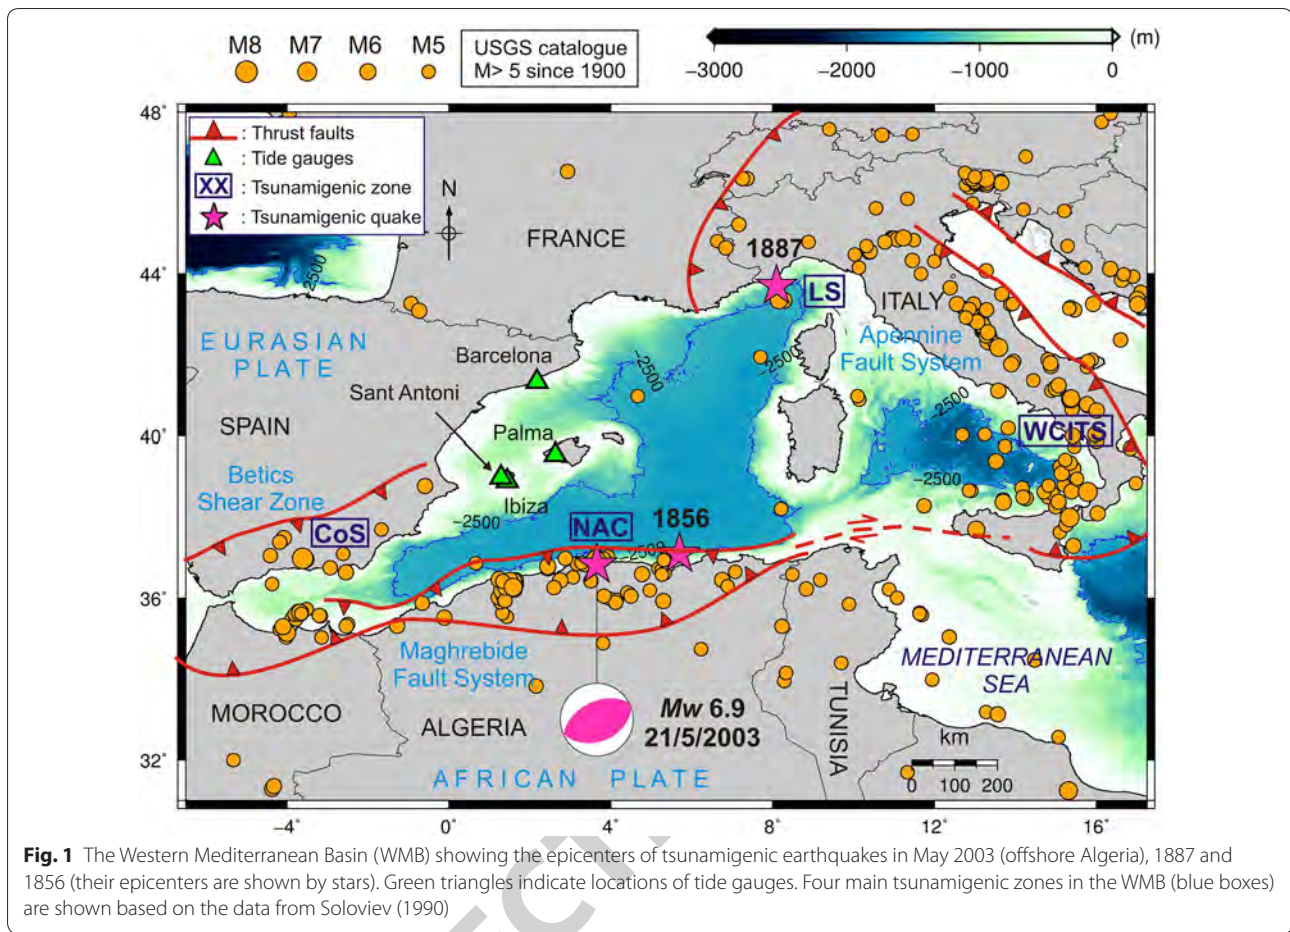 M8 M7 M6 M5
USGS catalogue
M> 5 since 1900
(m)
−3000 −2000 −1000 0
48°
44°
40°
36°
32°
: Thrust faults
: Tide gauges
XX : Tsunamigenic zone
: Tsunamigenic quake
N
2500
FRANCE
1887
LS
ITALY
Apennine
Fault System
EURASIAN
PLATE
Barcelona
−2500
−2500
Sant Antoni
−2500
SPAIN
Palma
WCITS
Betics
Shear Zone
−2500
Ibiza
−2500
CoS
NAC
1856
−2500
Maghrebide
Fault System
MEDITERRANEAN
SEA
MOROCCO
ALGERIA
Mw 6.9
21/5/2003
TUNISIA
km
0 100 200
AFRICAN PLATE
−4° 0° 4° 8° 12° 16°
Fig. 1 The Western Mediterranean Basin (WMB) showing the epicenters of tsunamigenic earthquakes in May 2003 (offshore Algeria), 1887 and
1856 (their epicenters are shown by stars). Green triangles indicate locations of tide gauges. Four main tsunamigenic zones in the WMB (blue boxes)
are shown based on the data from Soloviev (1990)